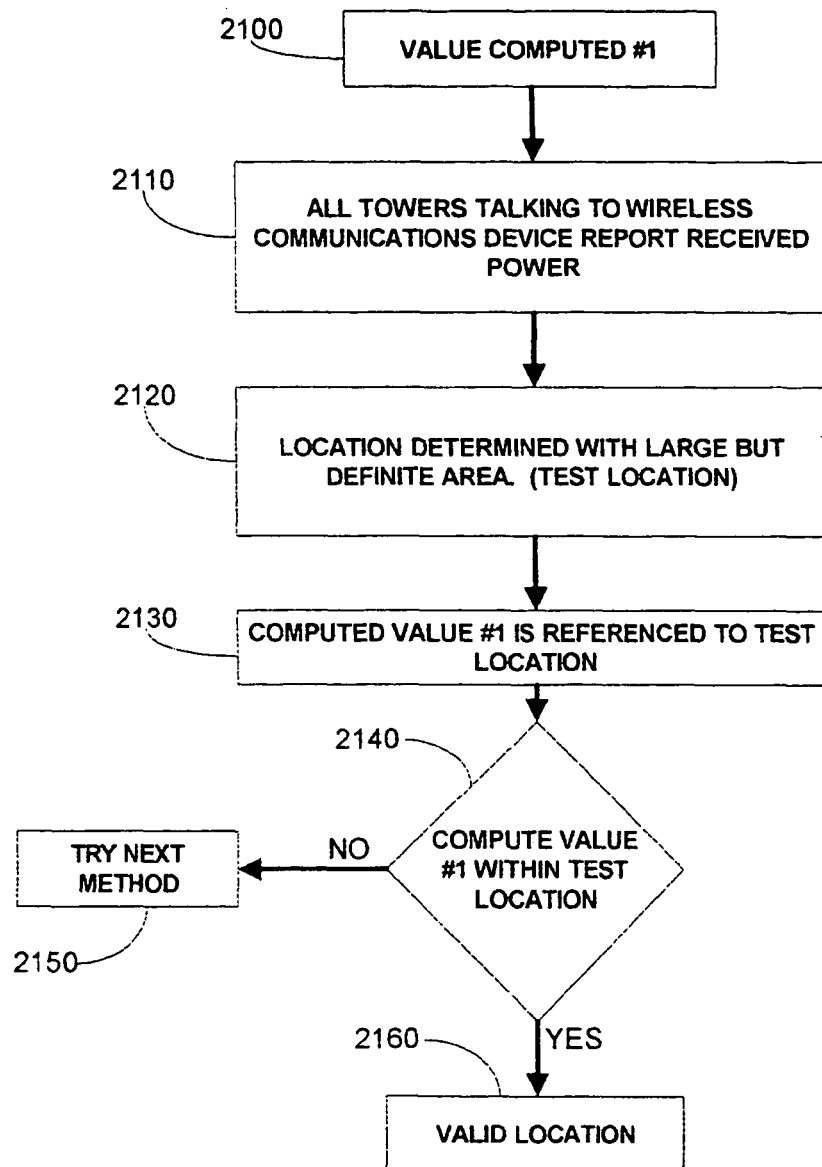 2100
VALUE COMPUTED #1
2110
ALL TOWERS TALKING TO WIRELESS
COMMUNICATIONS DEVICE REPORT RECEIVED
POWER
2120
LOCATION DETERMINED WITH LARGE BUT
DEFINITE AREA. (TEST LOCATION)
2130
COMPUTED VALUE #1 IS REFERENCED TO TEST
LOCATION
2140
COMPUTE VALUE
#1 WITHIN TEST
LOCATION
NO
TRY NEXT
METHOD
2150
YES
2160
VALID LOCATION